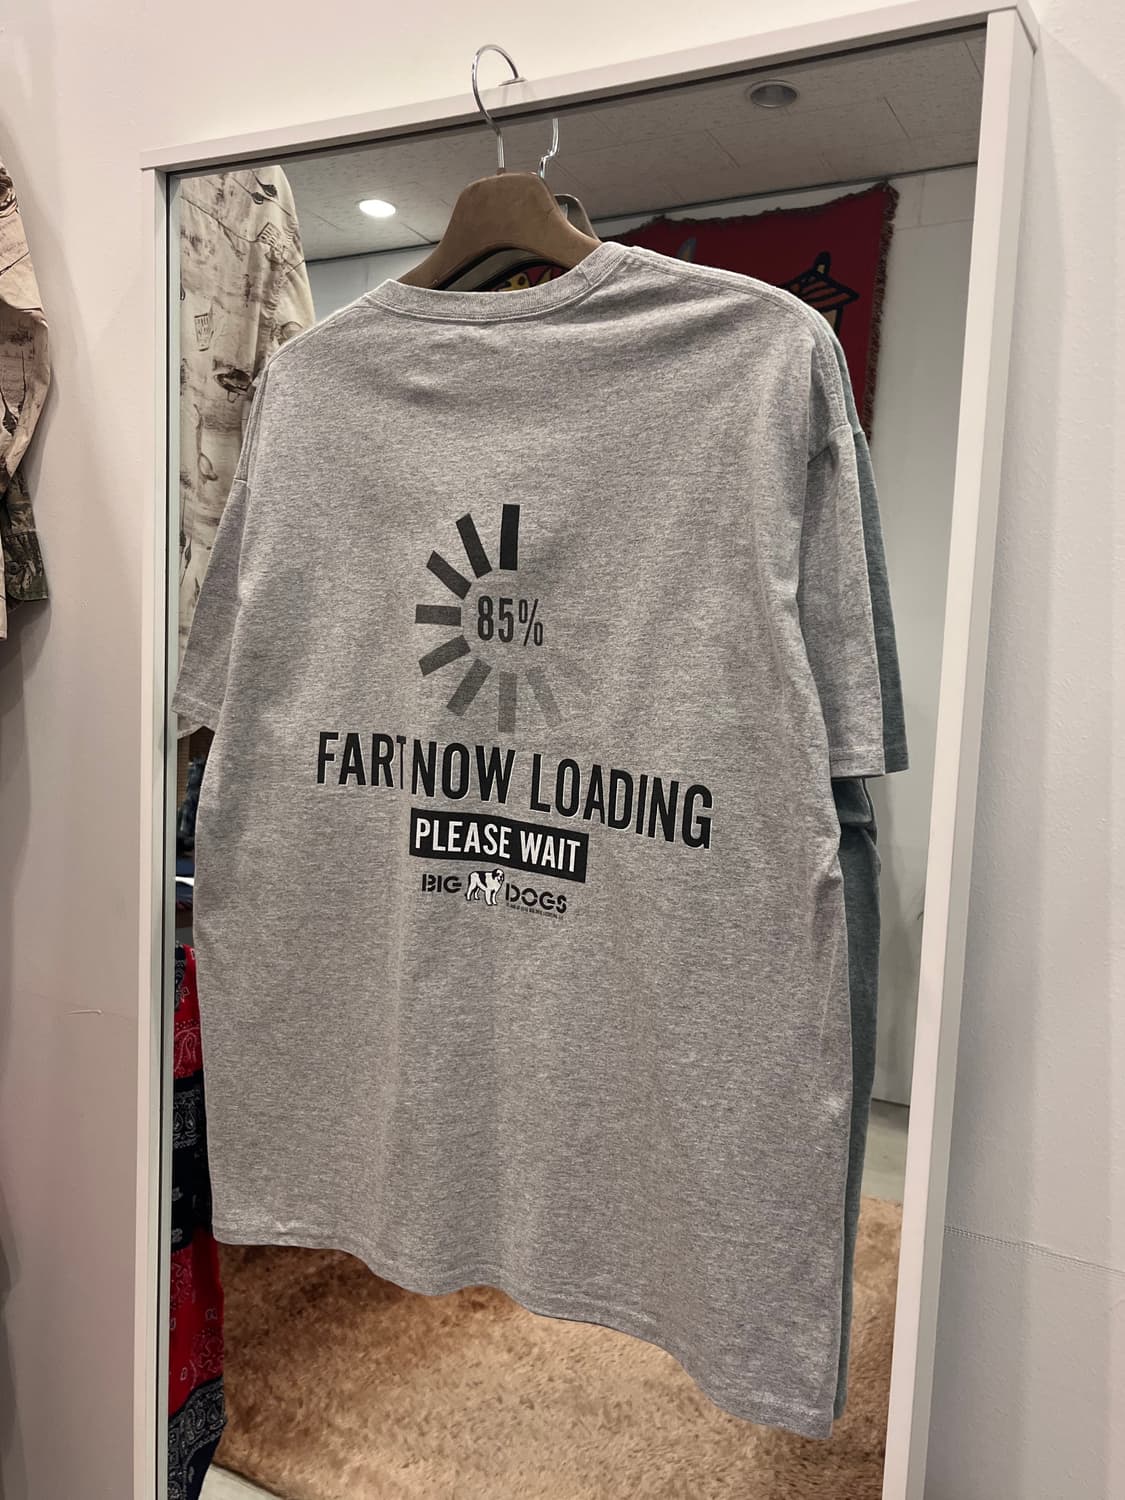 85%
FART NOW LOADING
PLEASE WAIT
BIG DOGS